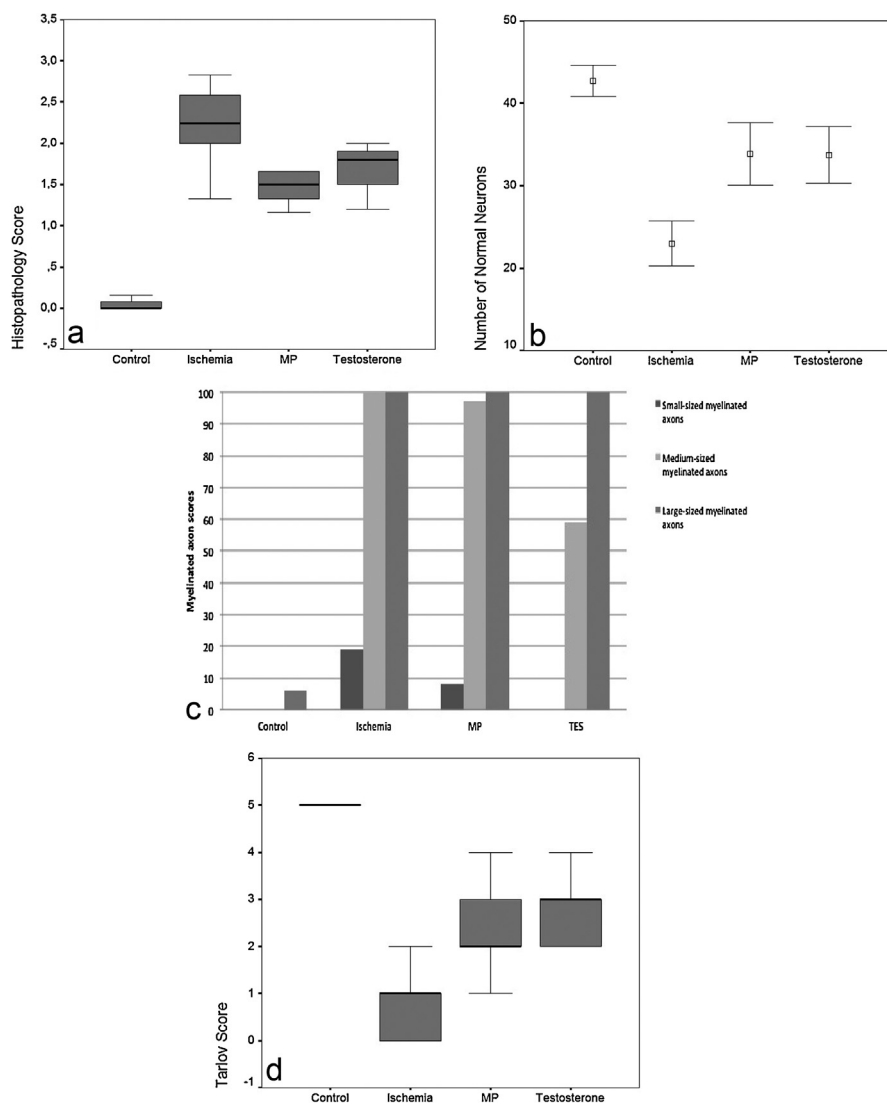 Histopathology Score
3,5
3,0
2,5
2,0
1,5
1,0
,5
0,0
-,5
a
Control Ischemia MP Testosterone
Number of Normal Neurons
50
40
30
20
10
b
Control Ischemia MP Testosterone
Myelinated axon scores
100
90
80
70
60
50
40
30
20
10
0
c
Control Ischemia MP TES
Small-sized myelinated
axons
Medium-sized
myelinated axons
Large-sized myelinated
axons
Tarlov Score
6
5
4
3
2
1
0
-1
d
Control Ischemia MP Testosterone